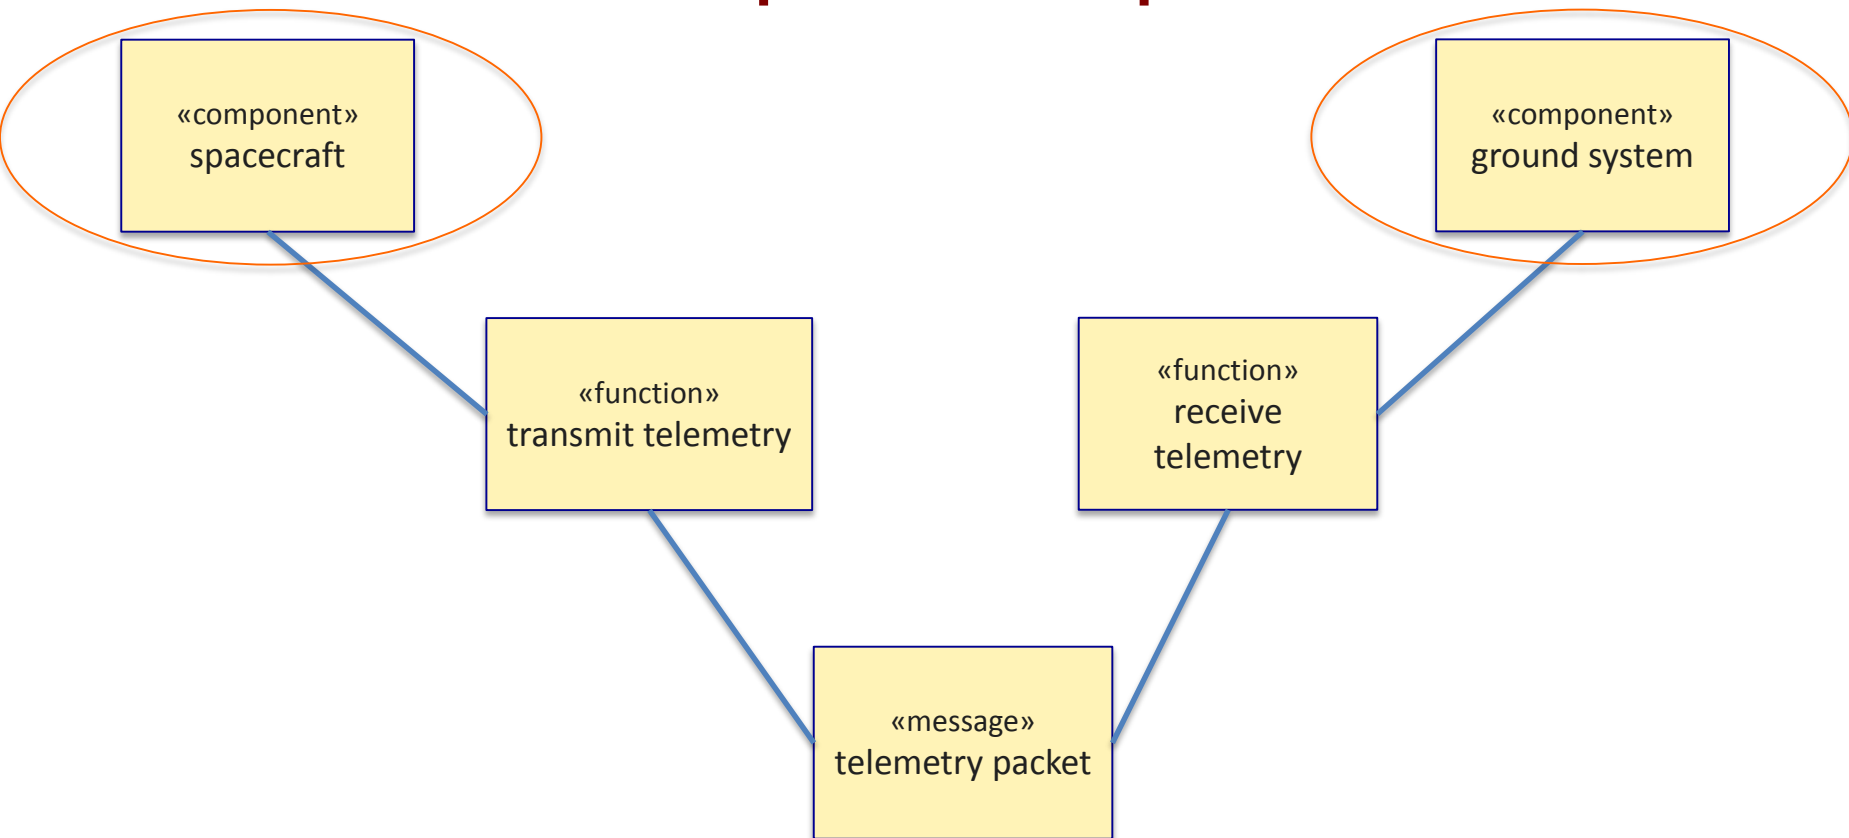 «component»
spacecraft
«component»
ground system
«function»
transmit telemetry
«function»
receive
telemetry
«message»
telemetry packet